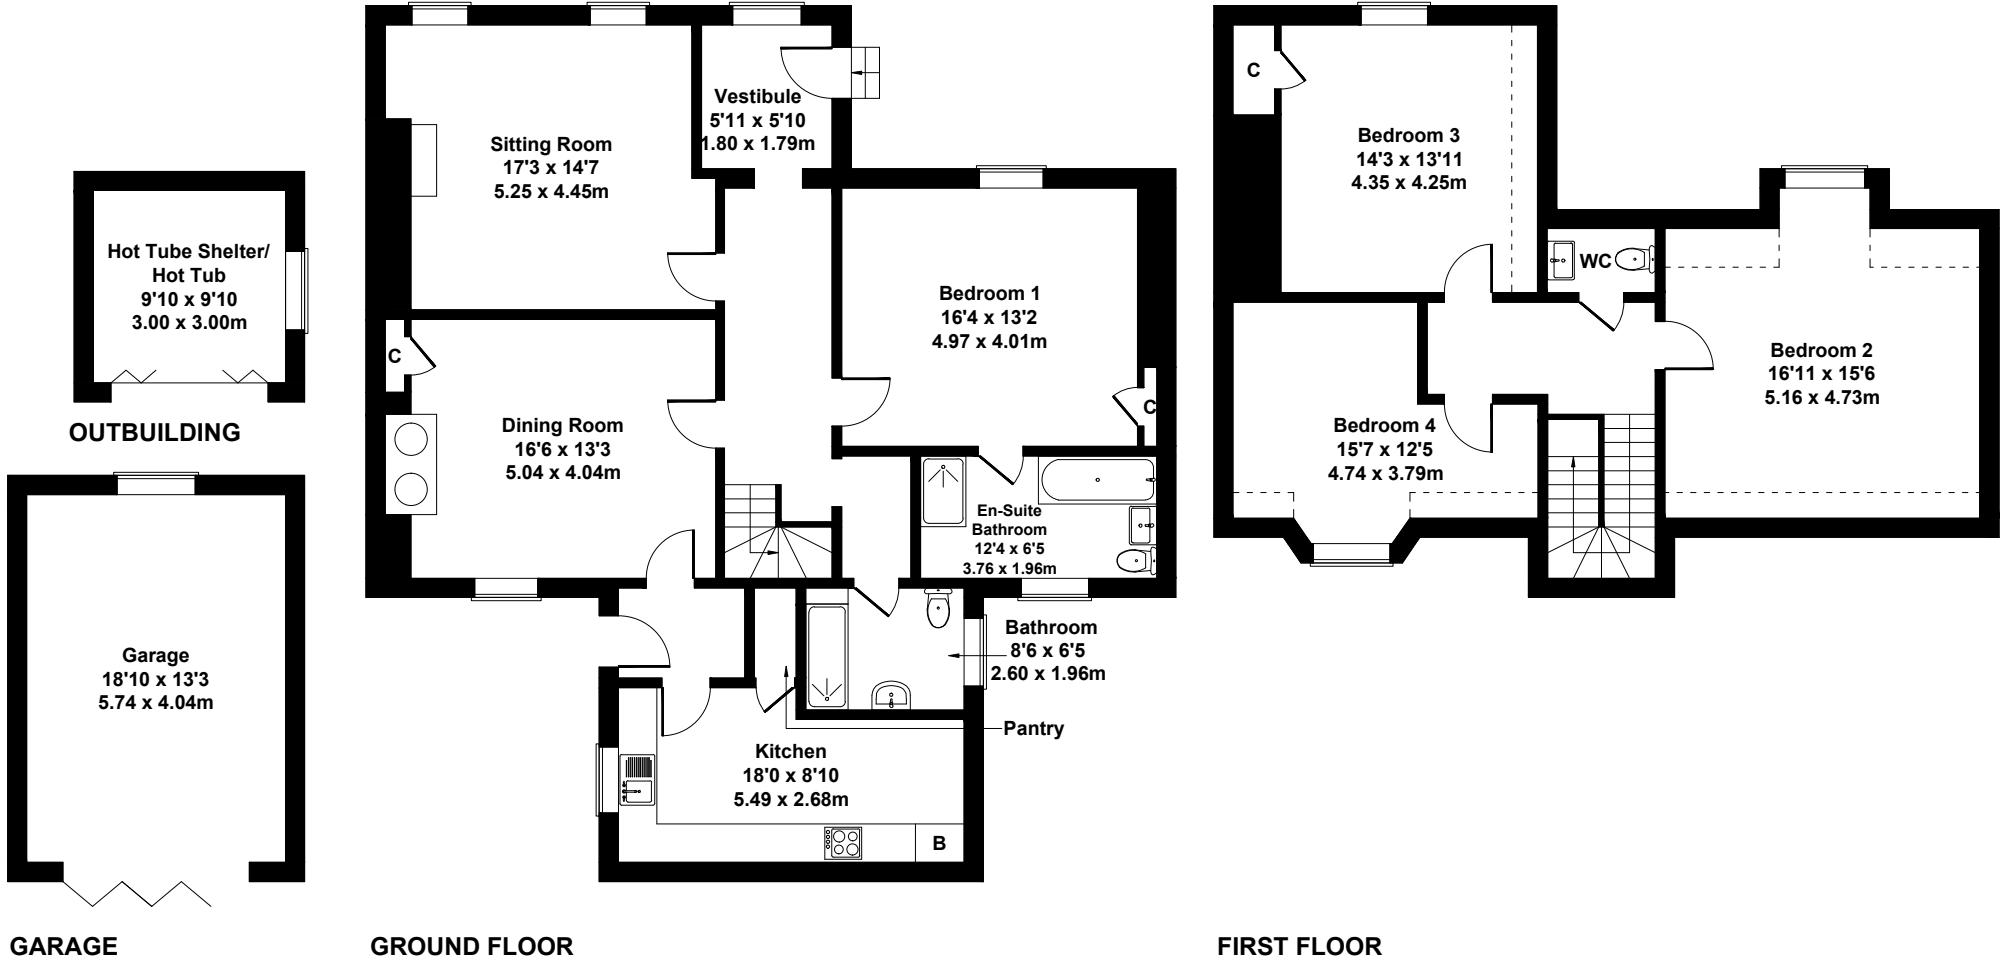 Hot Tube Shelter/
Hot Tub
9'10 x 9'10
3.00 x 3.00m
OUTBUILDING
Garage
18'10 x 13'3
5.74 x 4.04m
GARAGE
Sitting Room
17'3 x 14'7
5.25 x 4.45m
Vestibule
5'11 x 5'10
1.80 x 1.79m
Bedroom 1
16'4 x 13'2
4.97 x 4.01m
C
C
Dining Room
16'6 x 13'3
5.04 x 4.04m
En-Suite
Bathroom
12'4 x 6'5
3.76 x 1.96m
Bathroom
8'6 x 6'5
2.60 x 1.96m
Pantry
Kitchen
18'0 x 8'10
5.49 x 2.68m
B
GROUND FLOOR
C
Bedroom 3
14'3 x 13'11
4.35 x 4.25m
WC
Bedroom 2
16'11 x 15'6
5.16 x 4.73m
Bedroom 4
15'7 x 12'5
4.74 x 3.79m
FIRST FLOOR